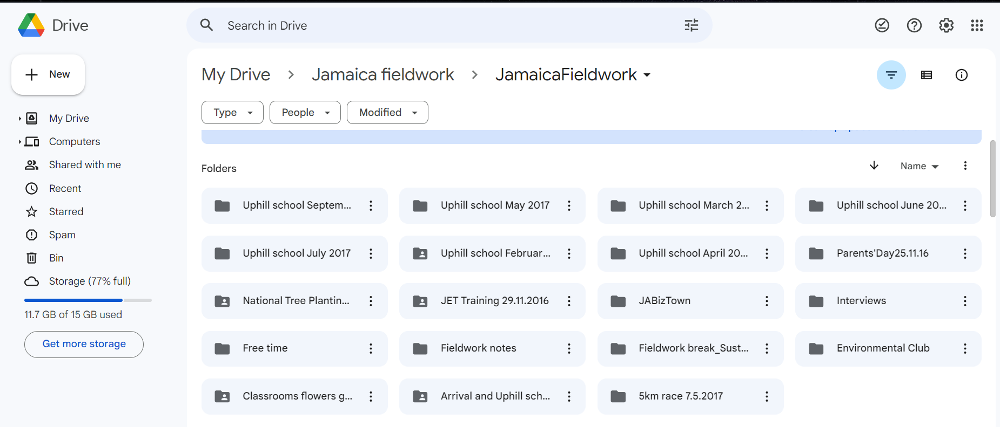 Drive
Search in Drive
New
My Drive
Computers
Shared with me
Recent
Starred
Spam
Bin
Storage (77% full)
11.7 GB of 15 GB used
Get more storage
My Drive > Jamaica fieldwork > JamaicaFieldwork
Type People Modified
Folders Name
Uphill school Septem... Uphill school May 2017 Uphill school March 2... Uphill school June 20...
Uphill school July 2017 Uphill school Februar... Uphill school April 20... Parents'Day25.11.16
National Tree Plantin... JET Training 29.11.2016 JABizTown Interviews
Free time Fieldwork notes Fieldwork break_Sust... Environmental Club
Classrooms flowers g... Arrival and Uphill sch... 5km race 7.5.2017